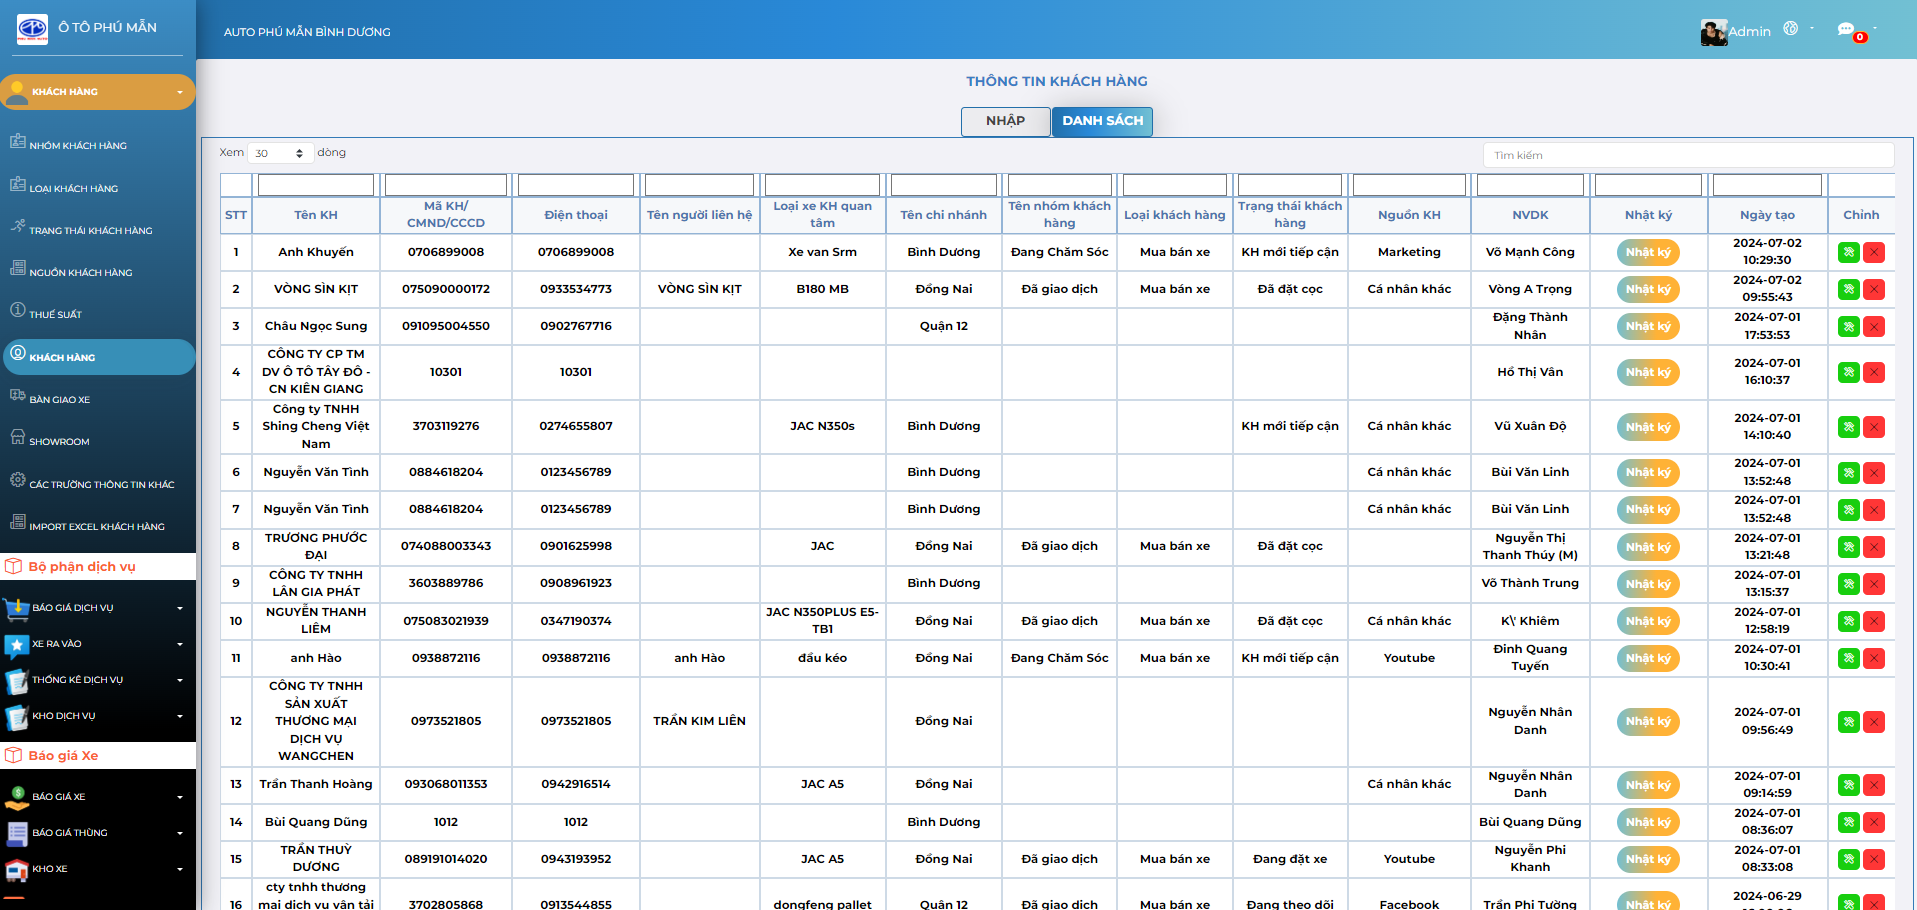 Ô TÔ PHÚ MẪN
AUTO PHÚ MẪN BÌNH DƯƠNG
Admin
0
KHÁCH HÀNG
NHÓM KHÁCH HÀNG
LOẠI KHÁCH HÀNG
TRẠNG THÁI KHÁCH HÀNG
NGUỒN KHÁCH HÀNG
THUẾ SUẤT
KHÁCH HÀNG
BÀN GIAO XE
SHOWROOM
CÁC TRƯỜNG THÔNG TIN KHÁC
IMPORT EXCEL KHÁCH HÀNG
Bộ phận dịch vụ
BÁO GIÁ DỊCH VỤ
XE RA VÀO
THỐNG KÊ DỊCH VỤ
KHO DỊCH VỤ
Báo giá Xe
BÁO GIÁ XE
BÁO GIÁ THÙNG
KHO XE
THÔNG TIN KHÁCH HÀNG
NHẬP DANH SÁCH
Xem 30 dòng
Tìm kiếm
STT Tên KH Mã KH/ CMND/CCCD Điện thoại Tên người liên hệ Loại xe KH quan tâm Tên chi nhánh Tên nhóm khách hàng Loại khách hàng Trạng thái khách hàng Nguồn KH NVDK Nhật ký Ngày tạo Chỉnh
1 Anh Khuyến 0706899008 0706899008 Xe van Srm Bình Dương Đang Chăm Sóc Mua bán xe KH mới tiếp cận Marketing Võ Mạnh Công Nhật ký 2024-07-02 10:29:30
2 VÒNG SÌN KỊT 075090000172 0933534773 VÒNG SÌN KỊT B180 MB Đồng Nai Đã giao dịch Mua bán xe Đã đặt cọc Cá nhân khác Vòng A Trọng Nhật ký 2024-07-02 09:55:43
3 Châu Ngọc Sung 091095004550 0902767716 Quận 12 Đặng Thành Nhân Nhật ký 2024-07-01 17:53:53
4 CÔNG TY CP TM DV Ô TÔ TÂY ĐÔ - CN KIÊN GIANG 10301 10301 Hồ Thị Vân Nhật ký 2024-07-01 16:10:37
5 Công ty TNHH Shing Cheng Việt Nam 3703119276 0274655807 JAC N350s Bình Dương KH mới tiếp cận Cá nhân khác Vũ Xuân Độ Nhật ký 2024-07-01 14:10:40
6 Nguyễn Văn Tình 0884618204 0123456789 Bình Dương Cá nhân khác Bùi Văn Linh Nhật ký 2024-07-01 13:52:48
7 Nguyễn Văn Tình 0884618204 0123456789 Bình Dương Cá nhân khác Bùi Văn Linh Nhật ký 2024-07-01 13:52:48
8 TRƯƠNG PHƯỚC ĐẠI 074088003343 0901625998 JAC Đồng Nai Đã giao dịch Mua bán xe Đã đặt cọc Nguyễn Thị Thanh Thúy (M) Nhật ký 2024-07-01 13:21:48
9 CÔNG TY TNHH LÂN GIA PHÁT 3603889786 0908961923 Bình Dương Võ Thành Trung Nhật ký 2024-07-01 13:15:37
10 NGUYỄN THANH LIÊM 075083021939 0347190374 JAC N350PLUS E5-TB1 Đồng Nai Đã giao dịch Mua bán xe Đã đặt cọc Cá nhân khác K\' Khiêm Nhật ký 2024-07-01 12:58:19
11 anh Hào 0938872116 0938872116 anh Hào đầu kéo Đồng Nai Đang Chăm Sóc Mua bán xe KH mới tiếp cận Youtube Đinh Quang Tuyến Nhật ký 2024-07-01 10:30:41
12 CÔNG TY TNHH SẢN XUẤT THƯƠNG MẠI DỊCH VỤ WANGCHEN 0973521805 0973521805 TRẦN KIM LIÊN Đồng Nai Nguyễn Nhân Danh Nhật ký 2024-07-01 09:56:49
13 Trần Thanh Hoàng 093068011353 0942916514 JAC A5 Đồng Nai Cá nhân khác Nguyễn Nhân Danh Nhật ký 2024-07-01 09:14:59
14 Bùi Quang Dũng 1012 1012 Bình Dương Bùi Quang Dũng Nhật ký 2024-07-01 08:36:07
15 TRẦN THUỲ DƯƠNG 089191014020 0943193952 JAC A5 Đồng Nai Đã giao dịch Mua bán xe Đang đặt xe Youtube Nguyễn Phi Khanh Nhật ký 2024-07-01 08:33:08
16 cty tnhh thương mại dịch vụ vận tải 3702805868 0913544855 dongfeng pallet Quận 12 Đã giao dịch Mua bán xe Đang theo dõi Facebook Trần Phi Tường Nhật ký 2024-06-29